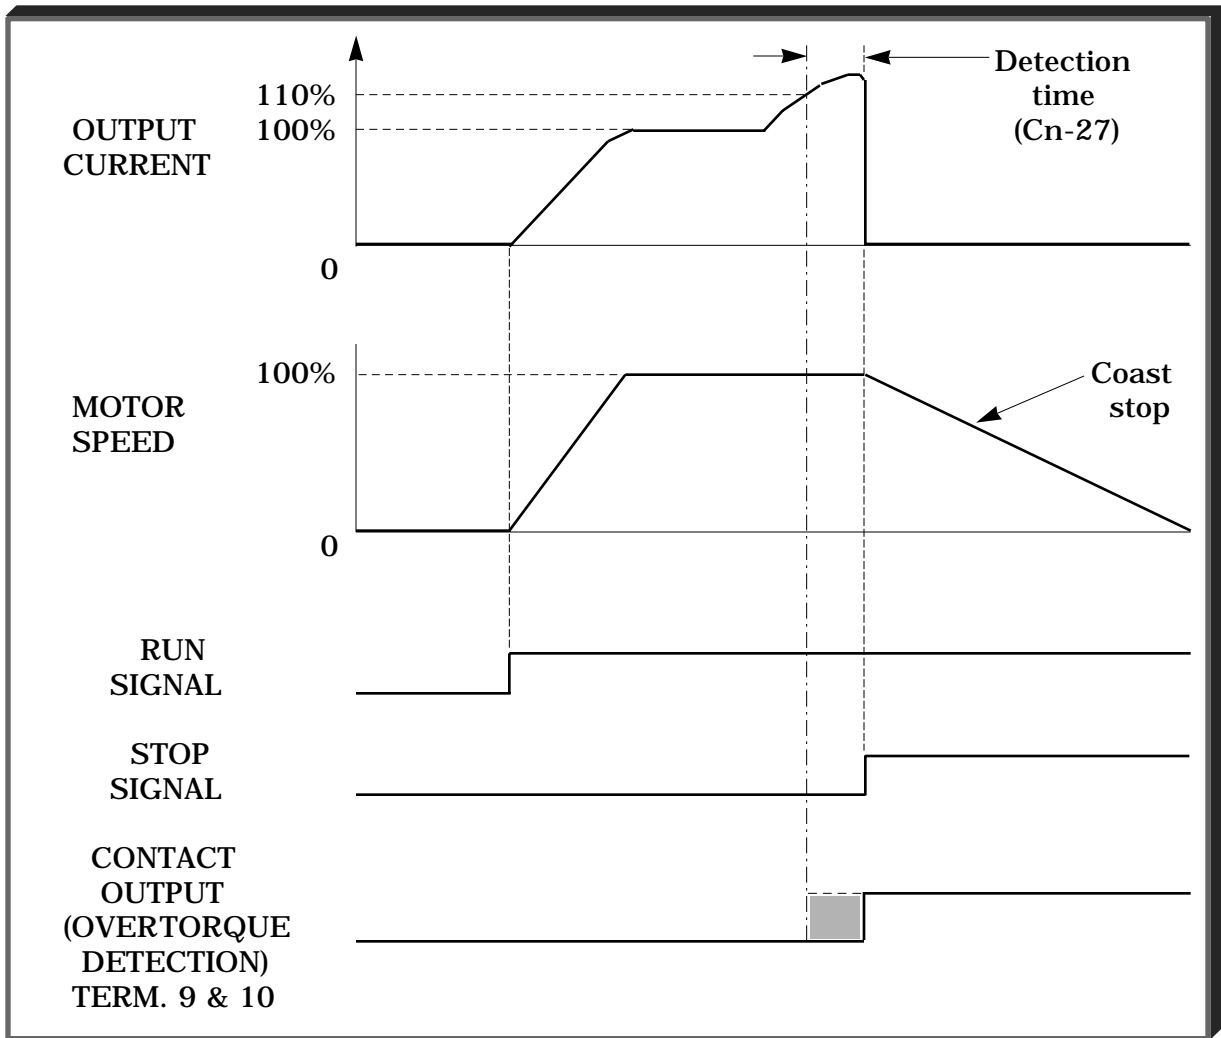 110%
100%
OUTPUT
CURRENT
0
Detection
time
(Cn-27)
100%
MOTOR
SPEED
0
Coast
stop
RUN
SIGNAL
STOP
SIGNAL
CONTACT
OUTPUT
(OVERTORQUE
DETECTION)
TERM. 9 & 10